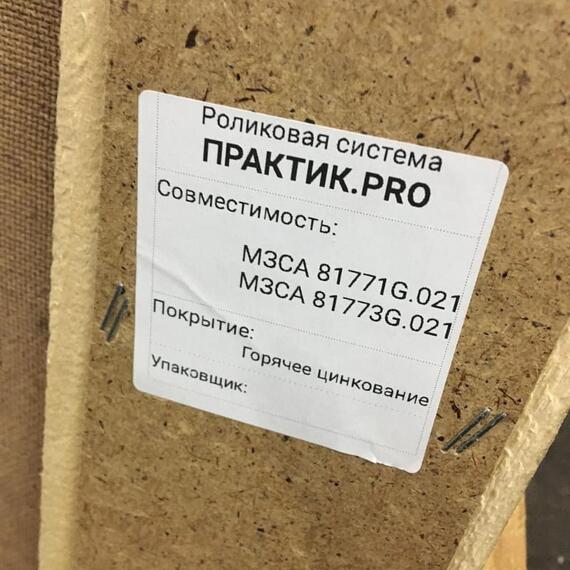 Роликовая система
ПРАКТИК.PRO
Совместимость:
МЗСА 81771G.021
МЗСА 81773G.021
Покрытие:
Горячее цинкование
Упаковщик: